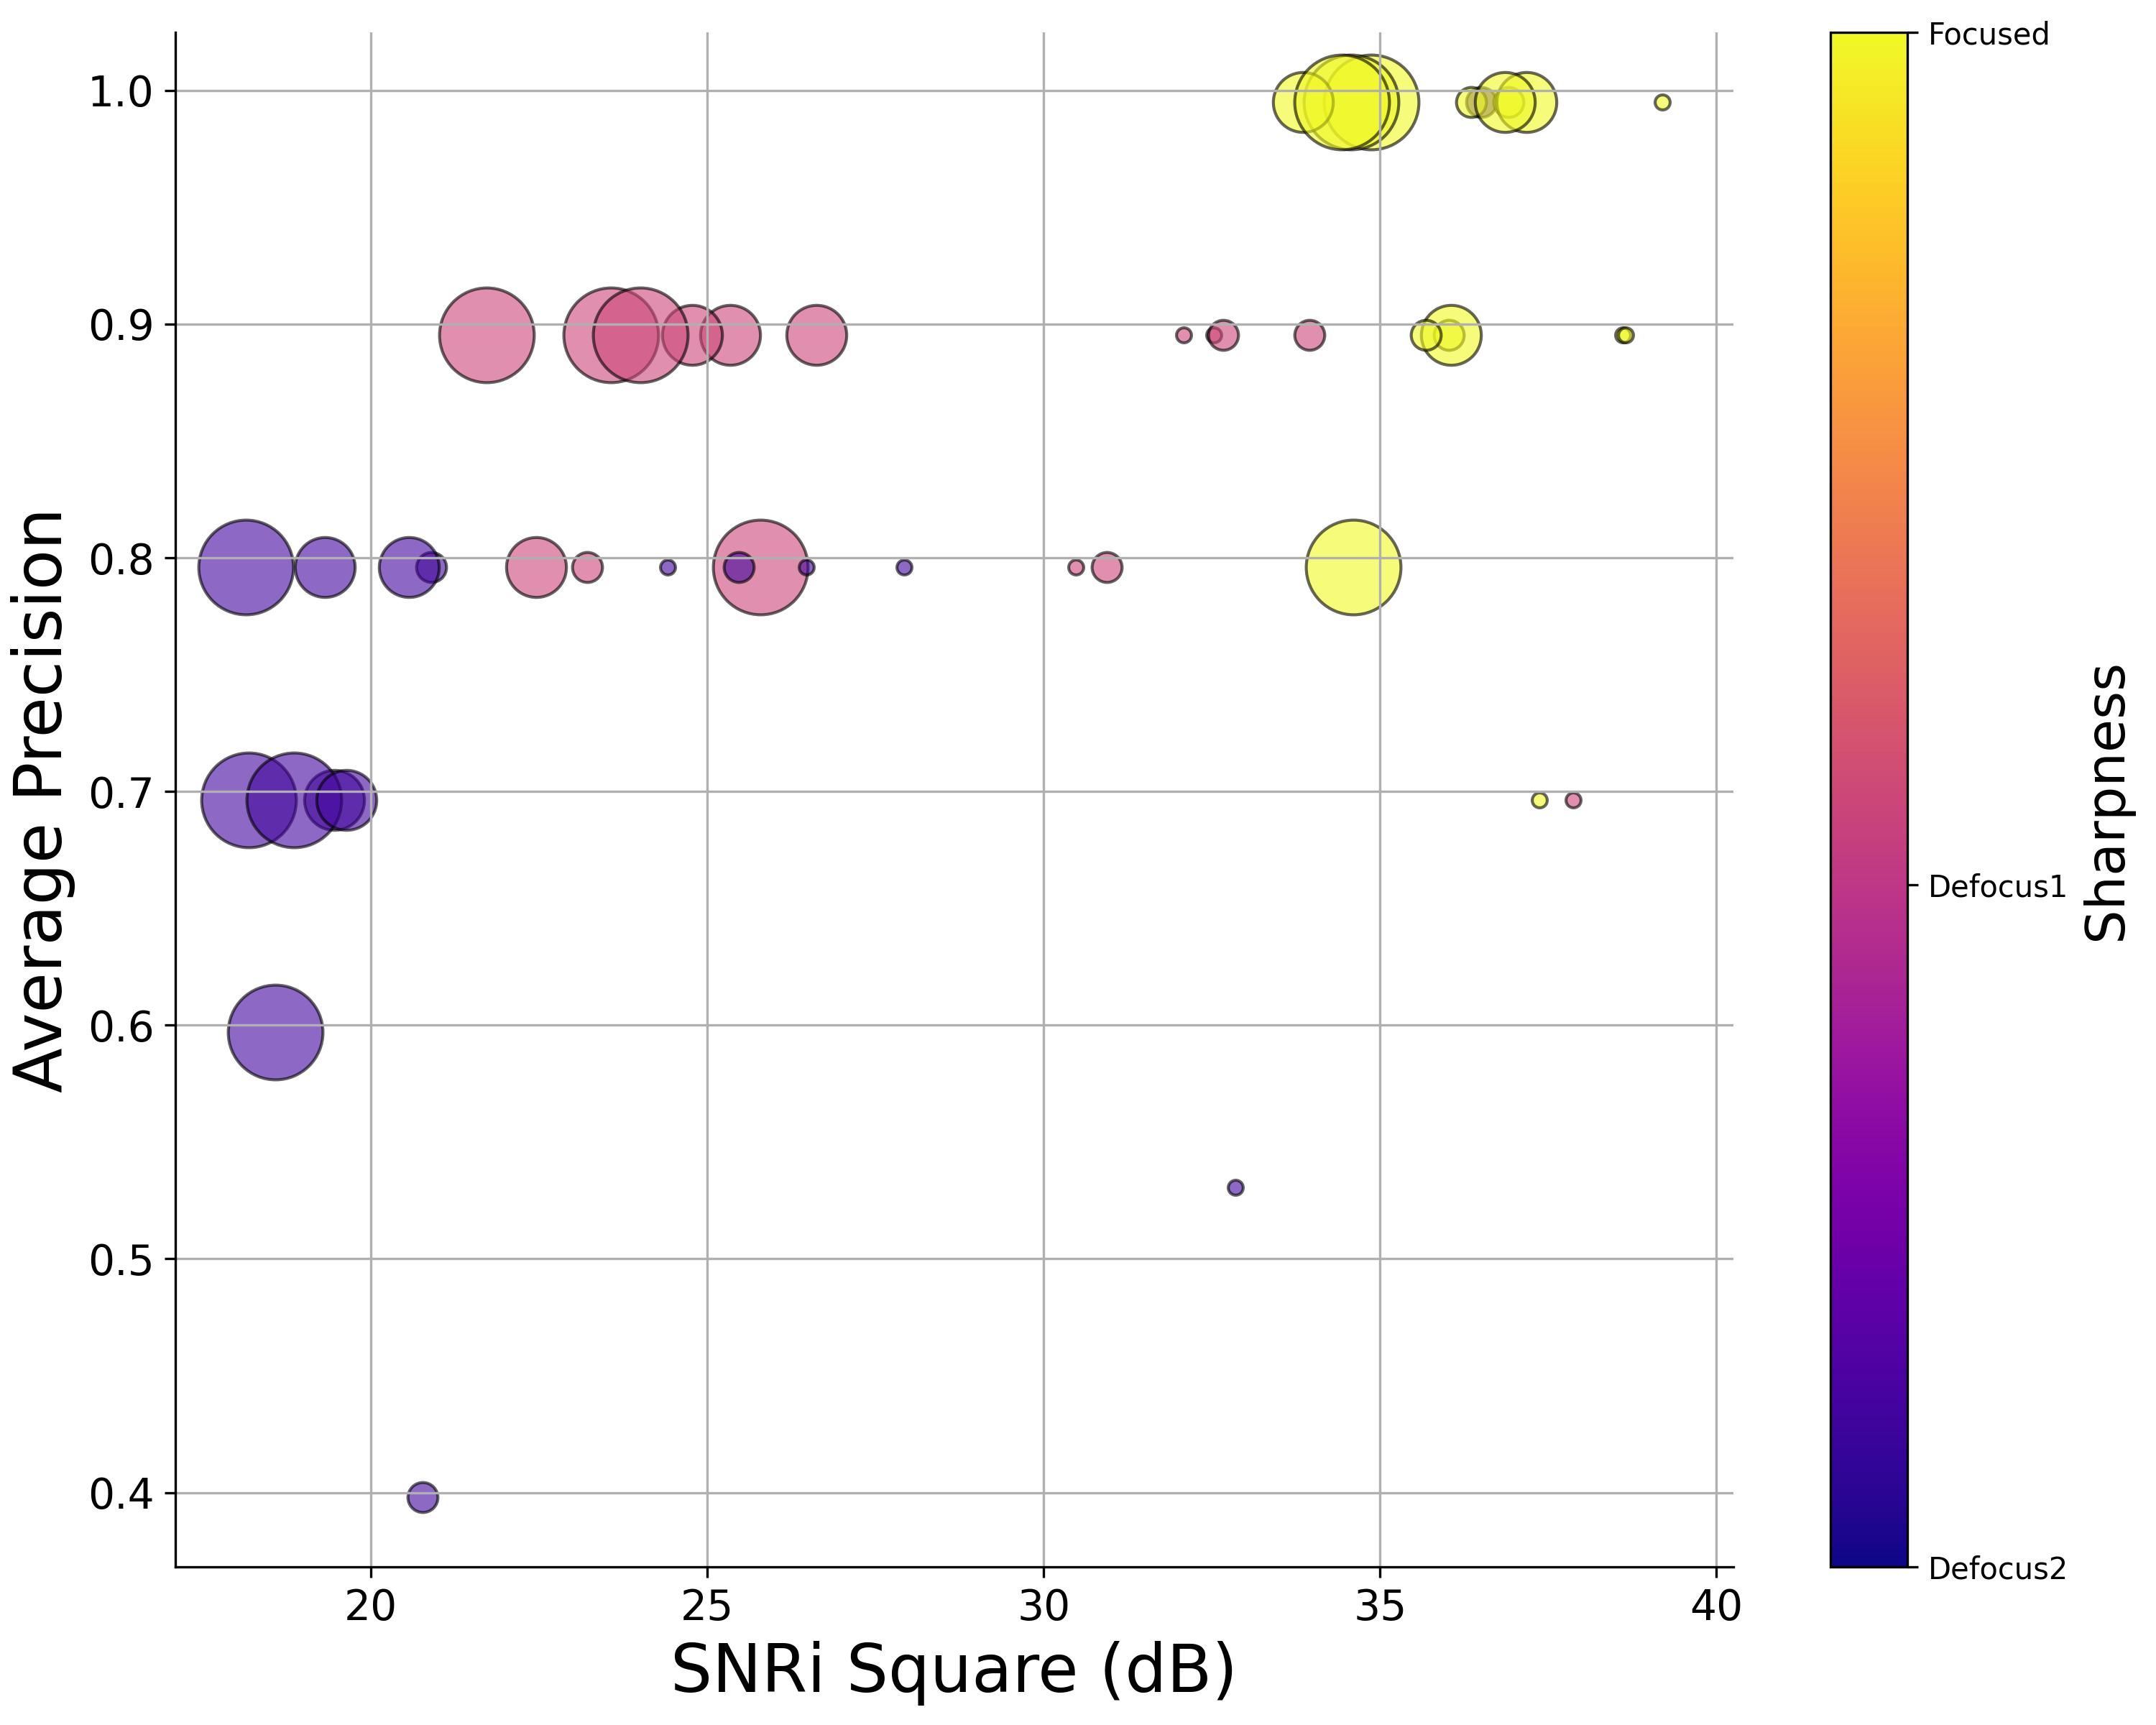 Average Precision
1.0
0.9
0.8
0.7
0.6
0.5
0.4
20
25
30
35
40
SNRi Square (dB)
Focused
Defocus1
Defocus2
Sharpness